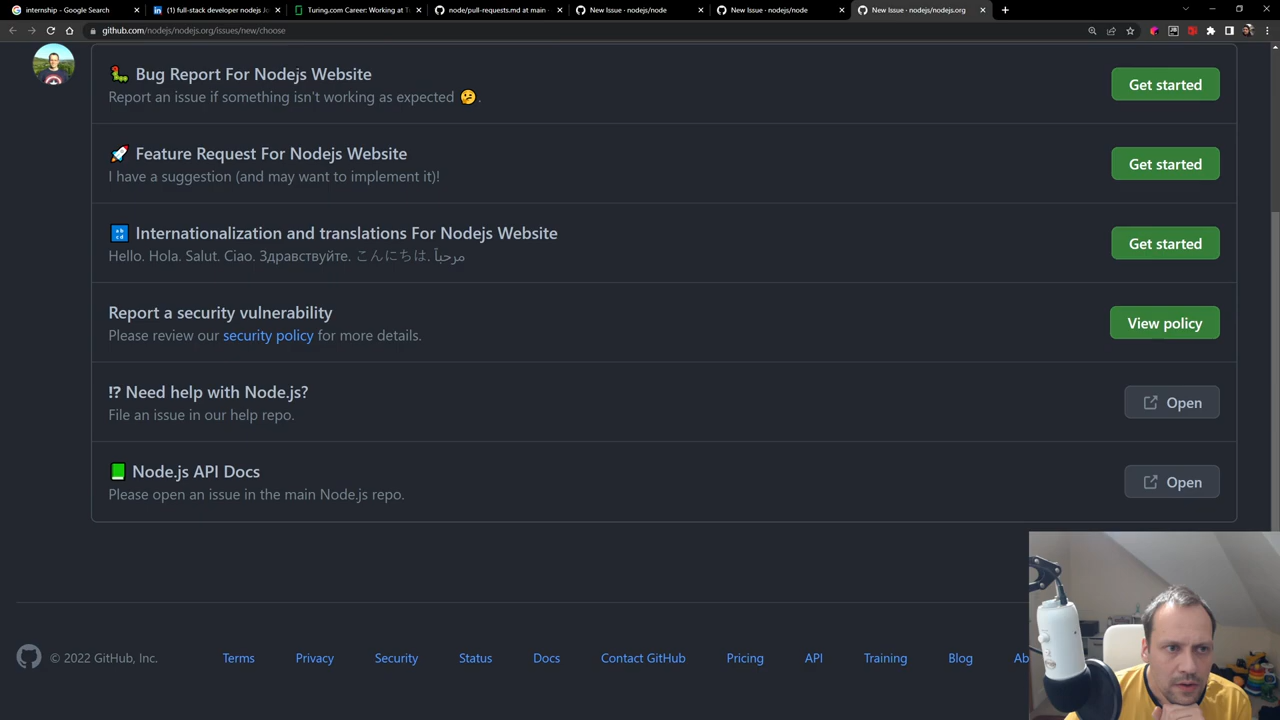 internship - Google Search
(1) full-stack developer nodejs Jo
Turing.com Career: Working at T
node/pull-requests.md at main ·
New Issue · nodejs/node
New Issue · nodejs/node
New Issue · nodejs/nodejs.org
github.com/nodejs/nodejs.org/issues/new/choose
Bug Report For Nodejs Website
Report an issue if something isn't working as expected 🤔.
Get started
🚀 Feature Request For Nodejs Website
I have a suggestion (and may want to implement it)!
Get started
🔡 Internationalization and translations For Nodejs Website
Hello. Hola. Salut. Ciao. Здравствуйте. こんにちは. مرحباً
Get started
Report a security vulnerability
Please review our security policy for more details.
View policy
⁉ Need help with Node.js?
File an issue in our help repo.
Open
📗 Node.js API Docs
Please open an issue in the main Node.js repo.
Open
© 2022 GitHub, Inc.
Terms
Privacy
Security
Status
Docs
Contact GitHub
Pricing
API
Training
Blog
Ab